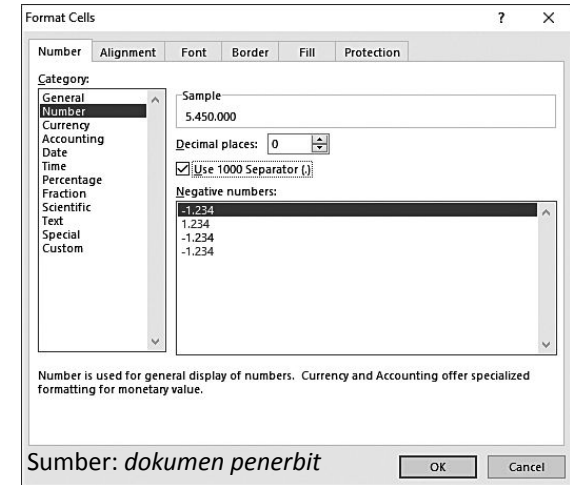 Format Cells
? ×
Number Alignment Font Border Fill Protection
Category:
General
Number
Currency
Accounting
Date
Time
Percentage
Fraction
Scientific
Text
Special
Custom
Sample
5.450.000
Decimal places: 0
Use 1000 Separator (.)
Negative numbers:
-1.234
1.234
-1.234
-1.234
Number is used for general display of numbers. Currency and Accounting offer specialized
formatting for monetary value.
Sumber: dokumen penerbit
OK Cancel